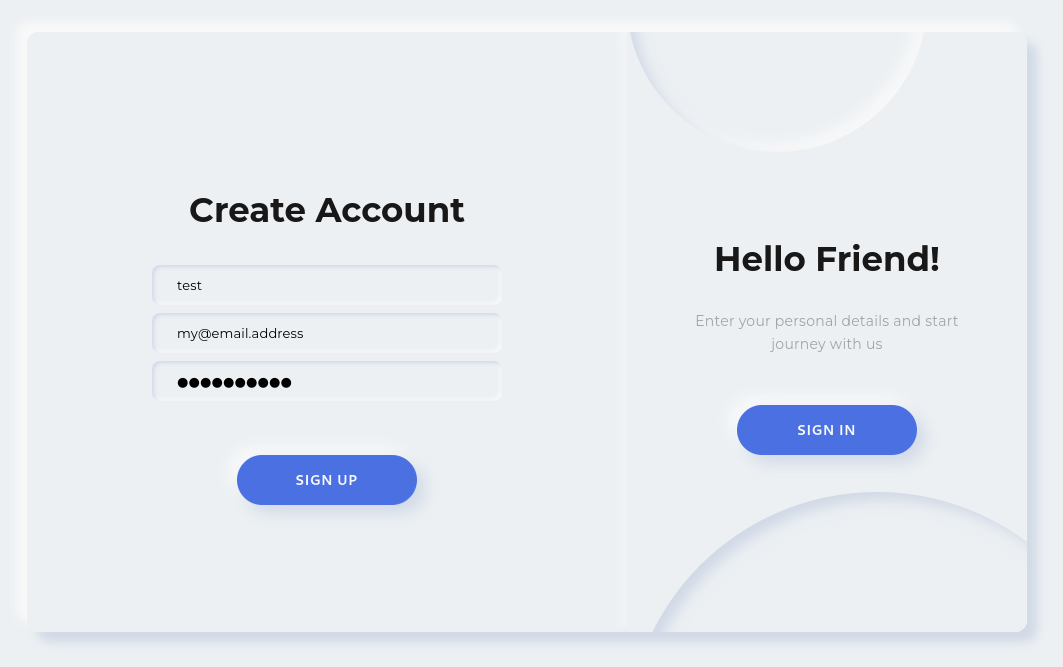 Create Account
test
my@email.address
●●●●●●●●●●
SIGN UP
Hello Friend!
Enter your personal details and start
journey with us
SIGN IN